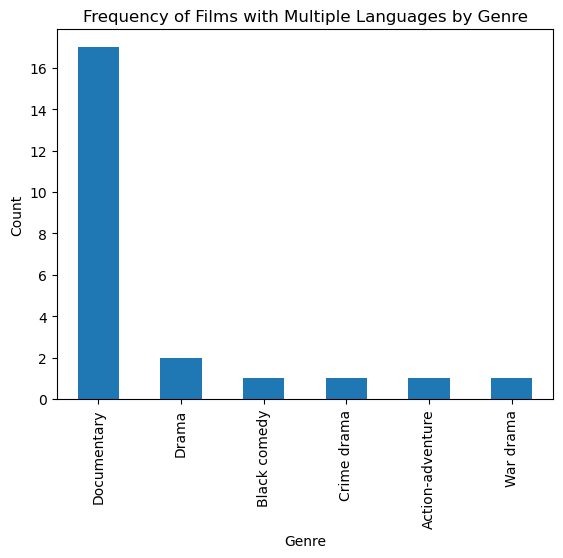 Frequency of Films with Multiple Languages by Genre
Count
16
14
12
10
8
6
4
2
0
Documentary
Drama
Black comedy
Crime drama
Action-adventure
War drama
Genre